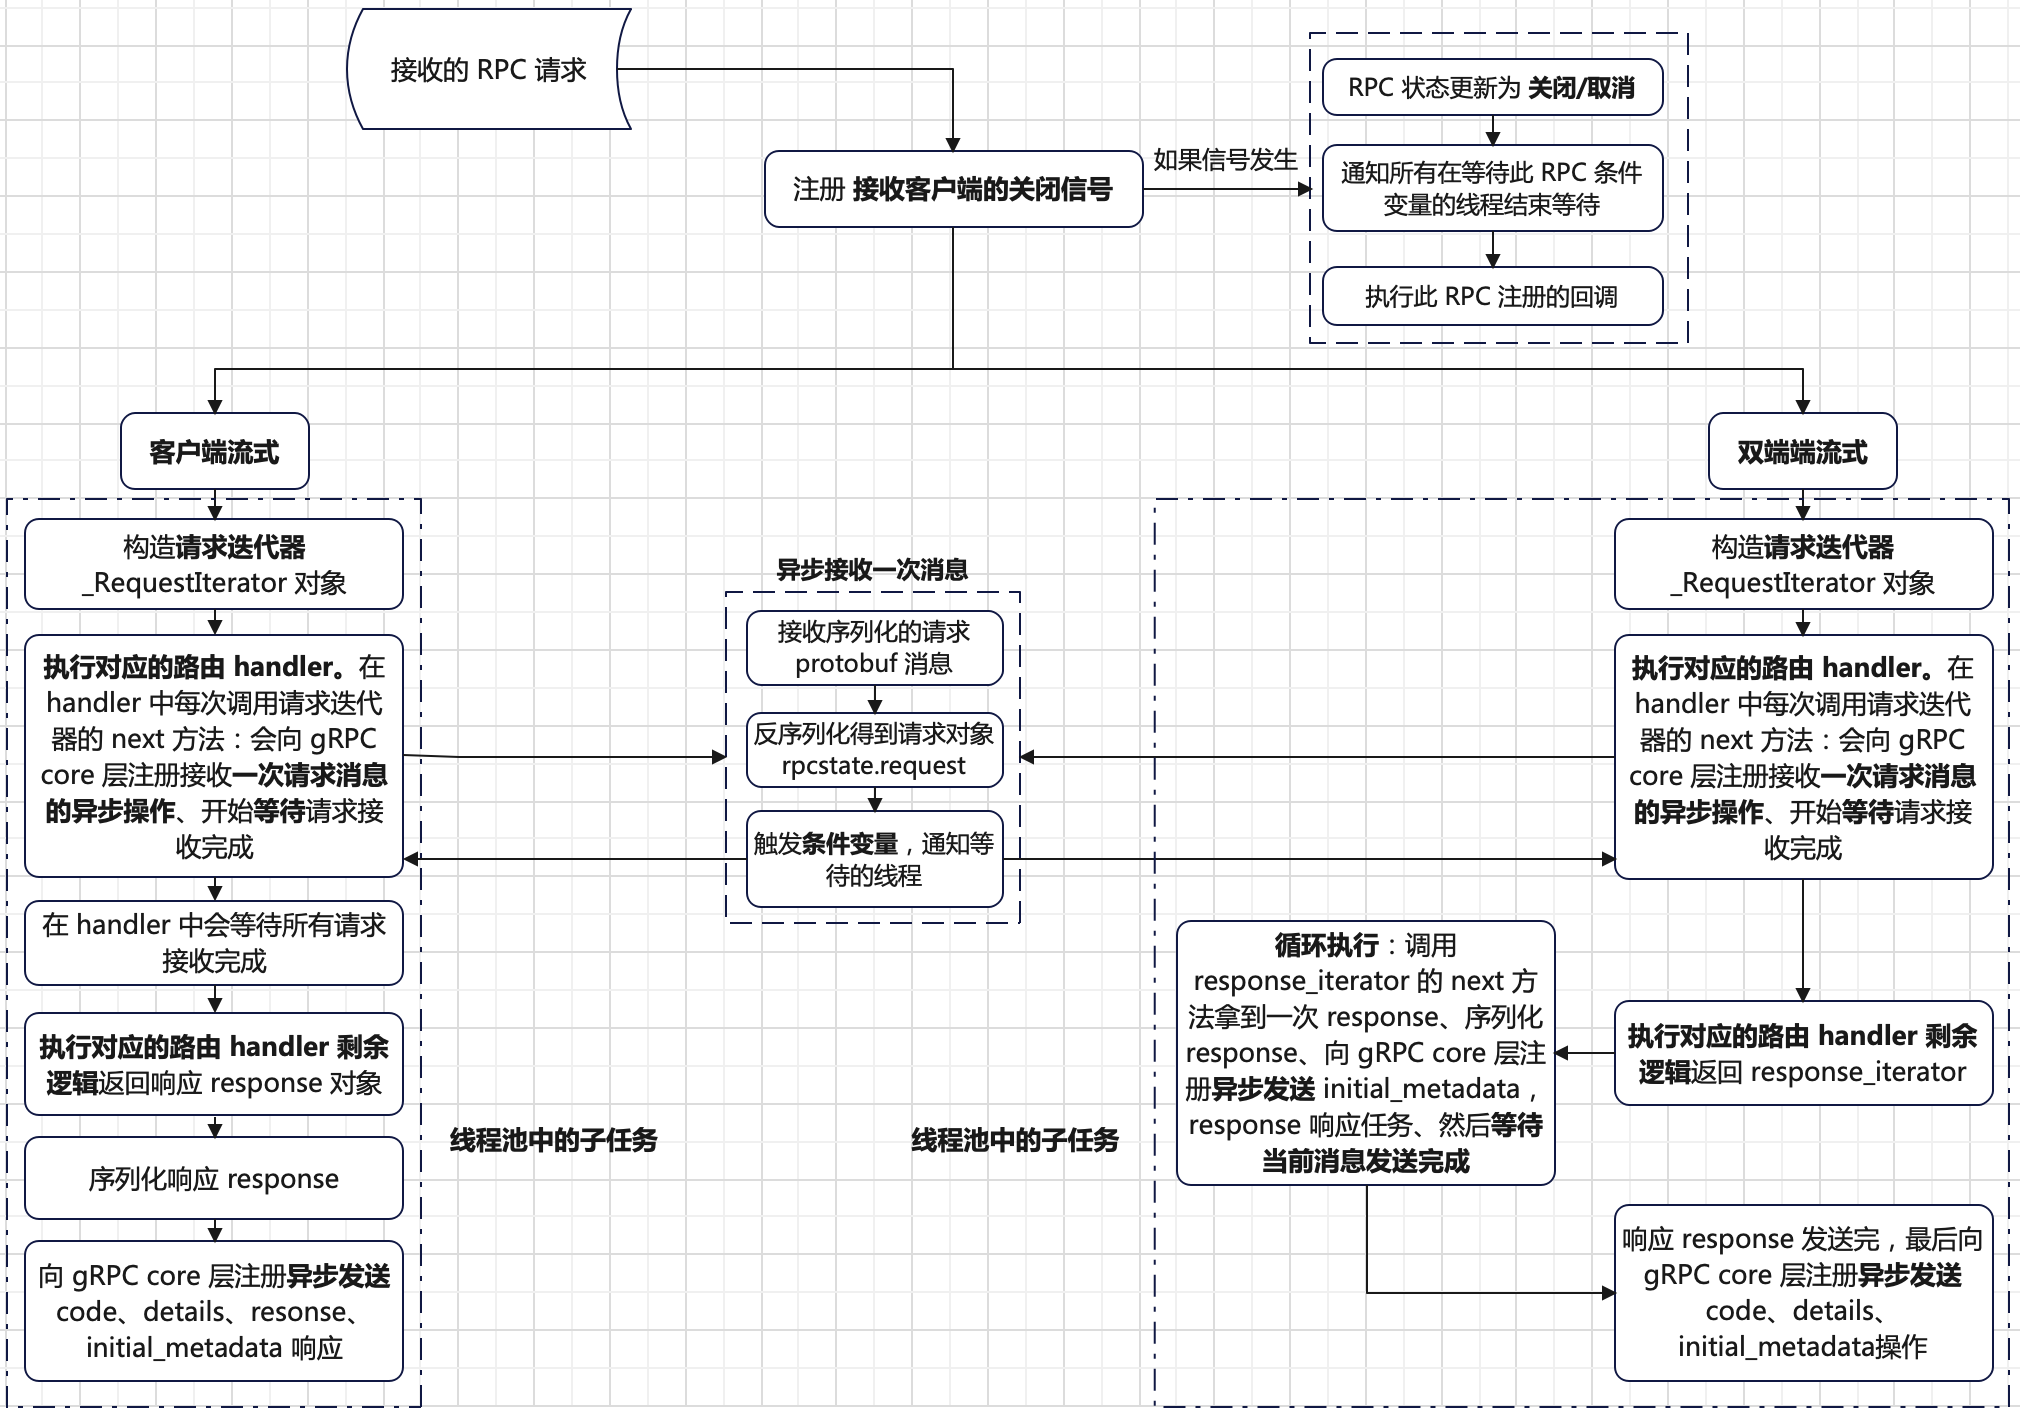 接收的 RPC 请求
注册 接收客户端的关闭信号
如果信号发生
RPC 状态更新为 关闭/取消
通知所有在等待此 RPC 条件
变量的线程结束等待
执行此 RPC 注册的回调
客户端流式
构造请求迭代器
_RequestIterator 对象
执行对应的路由 handler。在
handler 中每次调用请求迭代
器的 next 方法：会向 gRPC
core 层注册接收一次请求消息
的异步操作、开始等待请求接
收完成
在 handler 中会等待所有请求
接收完成
执行对应的路由 handler 剩余
逻辑返回响应 response 对象
序列化响应 response
向 gRPC core 层注册异步发送
code、details、resonse、
initial_metadata 响应
线程池中的子任务
异步接收一次消息
接收序列化的请求
protobuf 消息
反序列化得到请求对象
rpcstate.request
触发条件变量，通知等
待的线程
线程池中的子任务
双端端流式
构造请求迭代器
_RequestIterator 对象
执行对应的路由 handler。在
handler 中每次调用请求迭代
器的 next 方法：会向 gRPC
core 层注册接收一次请求消息
的异步操作、开始等待请求接
收完成
执行对应的路由 handler 剩余
逻辑返回 response_iterator
循环执行：调用
response_iterator 的 next 方
法拿到一次 response、序列化
response、向 gRPC core 层注
册异步发送 initial_metadata，
response 响应任务、然后等待
当前消息发送完成
响应 response 发送完，最后向
gRPC core 层注册异步发送
code、details、
initial_metadata操作